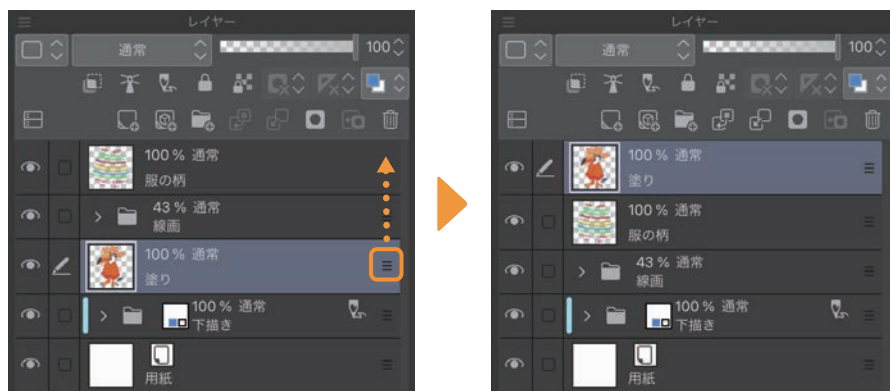 レイヤー
通常
100
100 % 通常
服の柄
43 % 通常
線画
100 % 通常
塗り
100 % 通常
下描き
用紙
レイヤー
通常
100
100 % 通常
塗り
100 % 通常
服の柄
43 % 通常
線画
100 % 通常
下描き
用紙